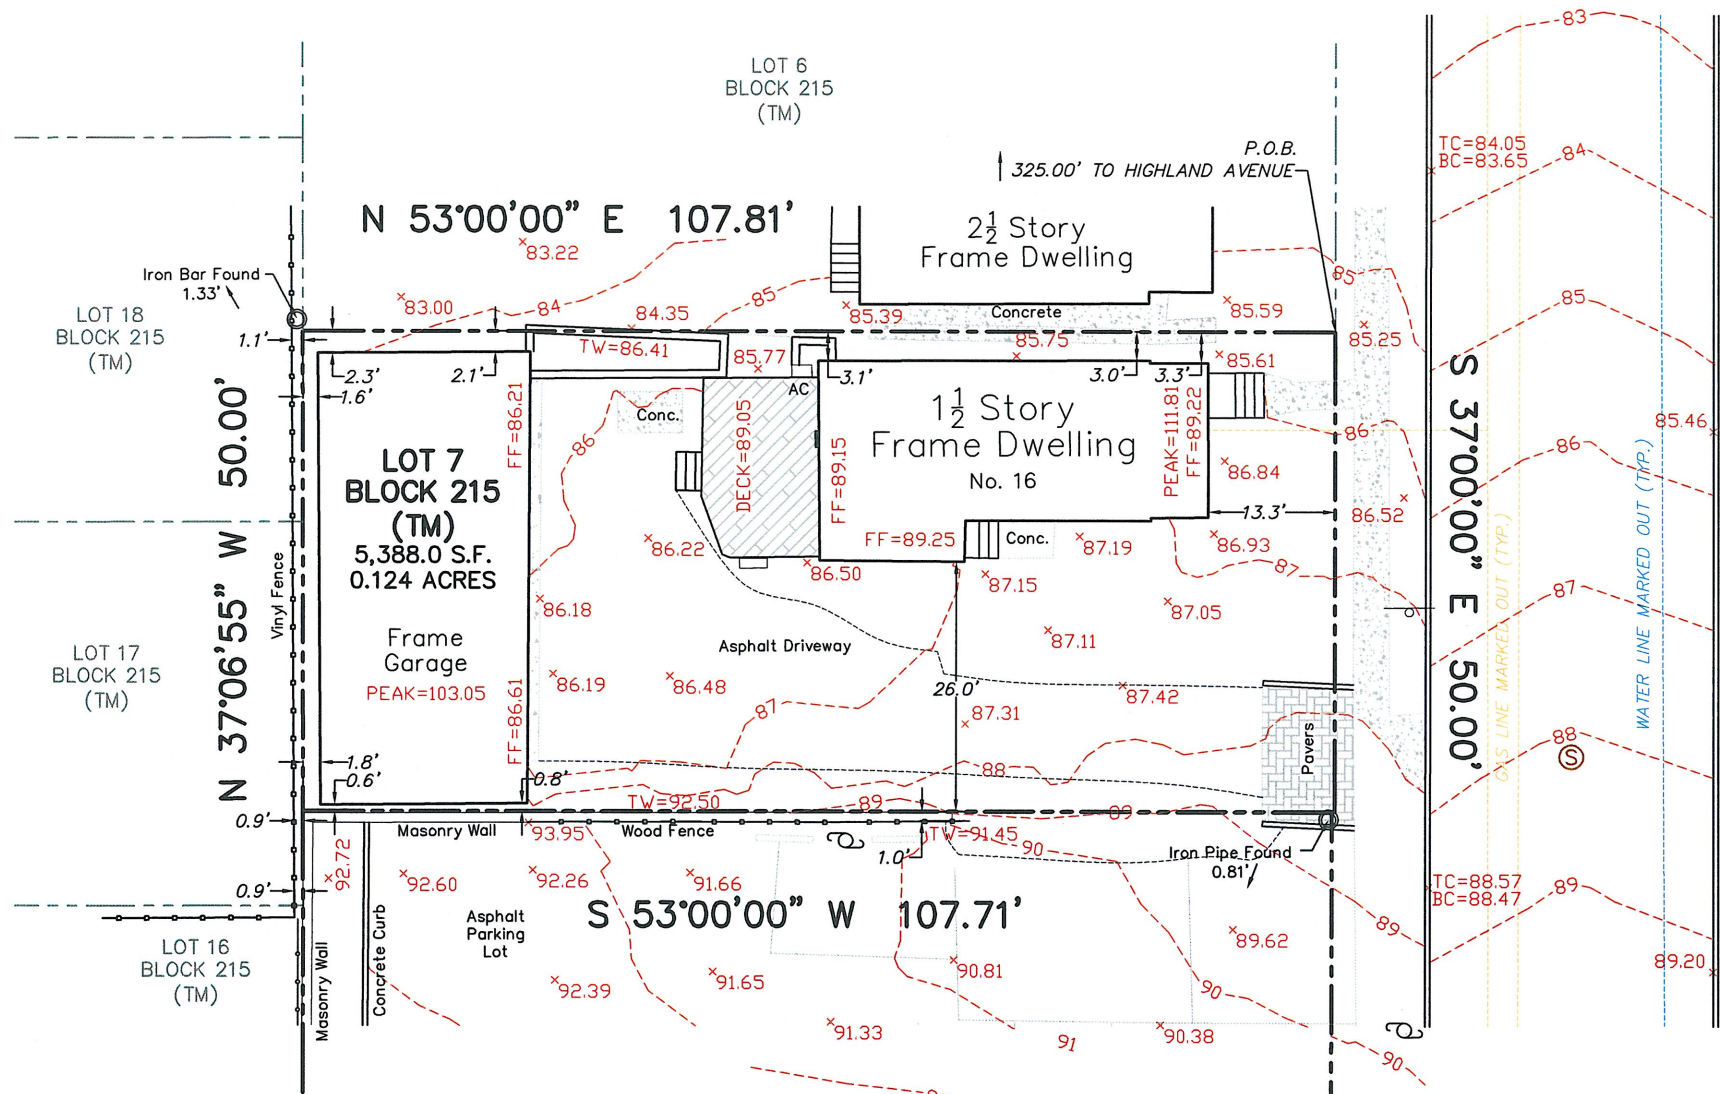 83
LOT 6
BLOCK 215
(TM)
TC=84.05
BC=83.65
84
P.O.B.
325.00' TO HIGHLAND AVENUE
N 53°00'00" E 107.81'
2½ Story
Frame Dwelling
83.22
Iron Bar Found
1.33'
83.00
84
84.35
85
85.39
Concrete
85.59
85
85.25
85
LOT 18
BLOCK 215
(TM)
1.1'
TW=86.41
85.77
85.75
85.61
2.3'
2.1'
1.6'
3.1'
3.0'
3.3'
AC
Conc.
86
1½ Story
Frame Dwelling
No. 16
FF=86.21
DECK=89.05
FF=89.15
PEAK=111.81
FF=89.22
FF=89.25
86
85.46
86
86.84
86.52
13.3'
LOT 7
BLOCK 215
(TM)
5,388.0 S.F.
0.124 ACRES
N 37°06'55" W 50.00'
S 37°00'00" E 50.00'
Vinyl Fence
86.22
86.50
Conc.
87.19
86.93
87.15
87
87
86.18
87.05
87.11
Frame
Garage
PEAK=103.05
FF=86.61
Asphalt Driveway
LOT 17
BLOCK 215
(TM)
86.19
86.48
26.0'
87.42
87.31
87
Pavers
GAS LINE MARKED OUT (TYP.)
WATER LINE MARKED OUT (TYP.)
88
S
1.8'
0.6'
0.8'
88
TW=92.50
89
89
0.9'
Masonry Wall
93.95
Wood Fence
TW=91.45
90
1.0'
Iron Pipe Found
0.81'
92.72
92.60
92.26
91.66
0.9'
TC=88.57
BC=88.47
89
S 53°00'00" W 107.71'
Asphalt
Parking
Lot
89.62
89
LOT 16
BLOCK 215
(TM)
Masonry Wall
Concrete Curb
92.39
91.65
90.81
89.20
90
91.33
91
90.38
90